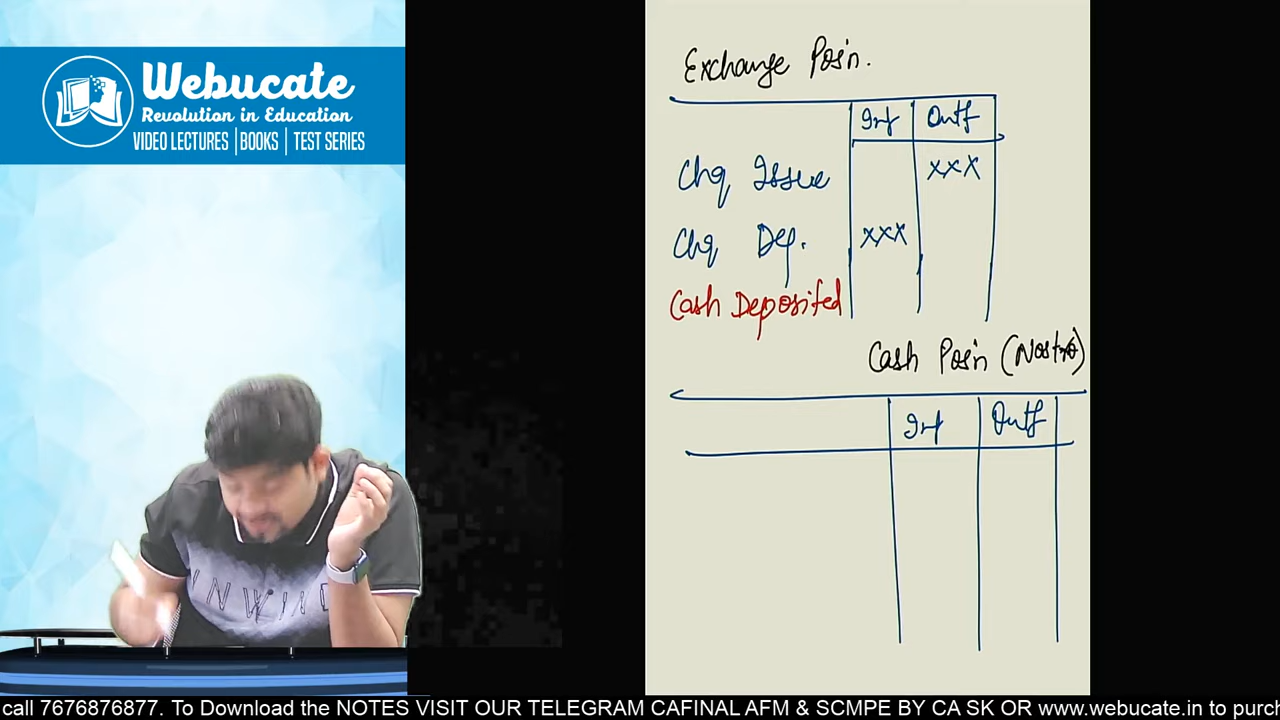 Webucate
Revolution in Education
VIDEO LECTURES | BOOKS | TEST SERIES
Exchange Pos'n.
Inf Outf
Chq Issue xxx
Chq Dep. xxx
Cash Deposited
Cash Pos'n (Nostro)
Inf Outf
call 7676876877. To Download the NOTES VISIT OUR TELEGRAM CAFINAL AFM & SCMPE BY CA SK OR www.webucate.in to purch